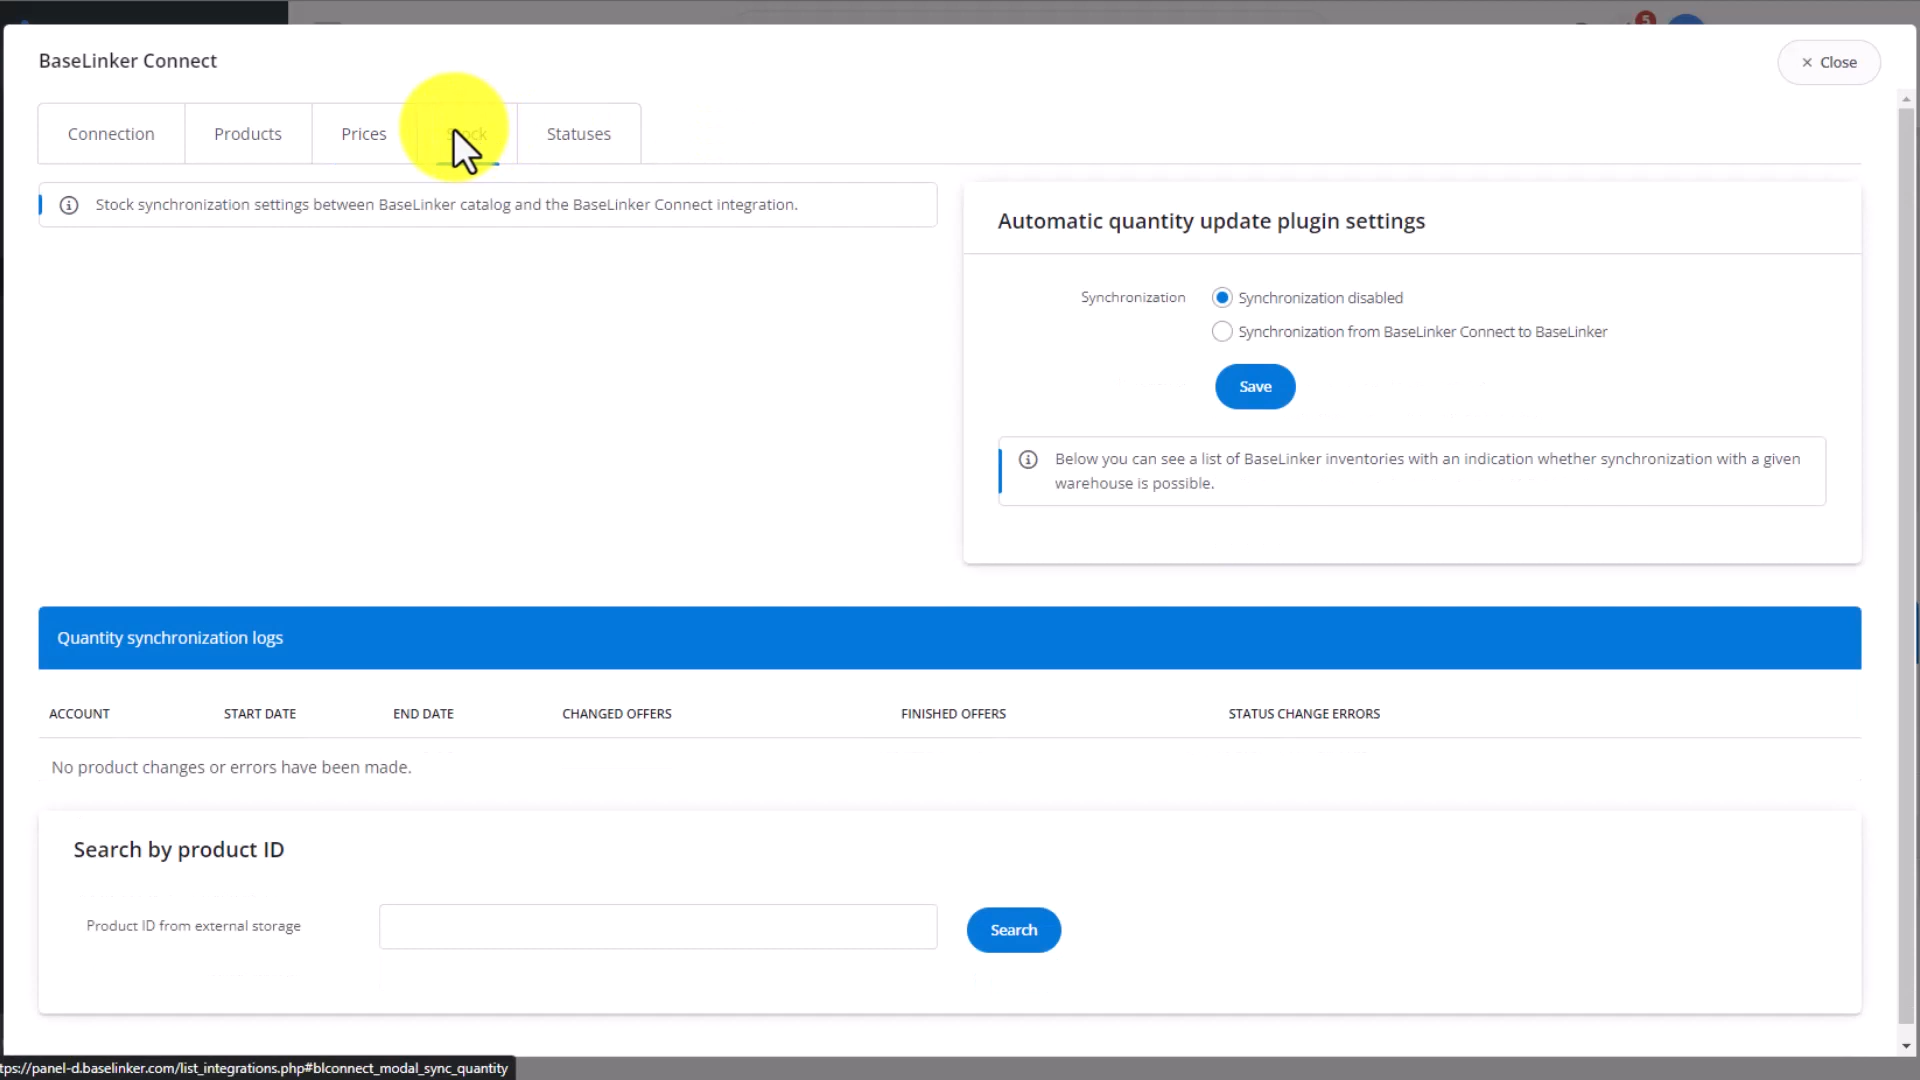 5
BaseLinker Connect
× Close
Connection
Products
Prices
Stock
Statuses
Stock synchronization settings between BaseLinker catalog and the BaseLinker Connect integration.
Automatic quantity update plugin settings
Synchronization
Synchronization disabled
Synchronization from BaseLinker Connect to BaseLinker
Save
Below you can see a list of BaseLinker inventories with an indication whether synchronization with a given
warehouse is possible.
Quantity synchronization logs
ACCOUNT
START DATE
END DATE
CHANGED OFFERS
FINISHED OFFERS
STATUS CHANGE ERRORS
No product changes or errors have been made.
Search by product ID
Product ID from external storage
Search
tps://panel-d.baselinker.com/list_integrations.php#blconnect_modal_sync_quantity